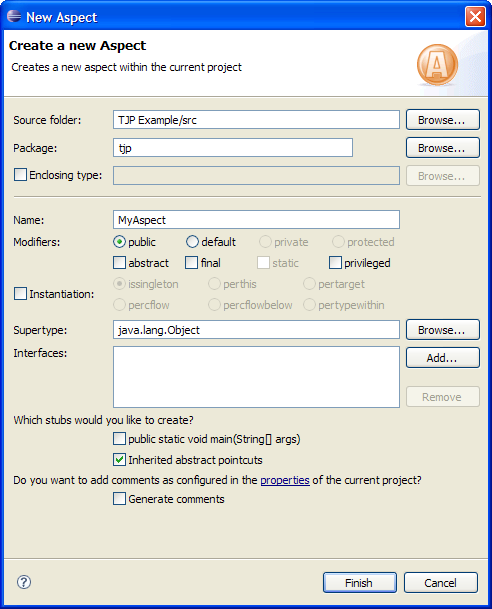 New Aspect
Create a new Aspect
Creates a new aspect within the current project
A
Source folder: TJP Example/src Browse...
Package: tjp Browse...
Enclosing type: Browse...
Name: MyAspect
Modifiers: public default private protected
abstract final static privileged
Instantiation: issingleton perthis pertarget
percflow percflowbelow pertypewithin
Supertype: java.lang.Object Browse...
Interfaces: Add...
Remove
Which stubs would you like to create?
public static void main(String[] args)
Inherited abstract pointcuts
Do you want to add comments as configured in the properties of the current project?
Generate comments
? Finish Cancel